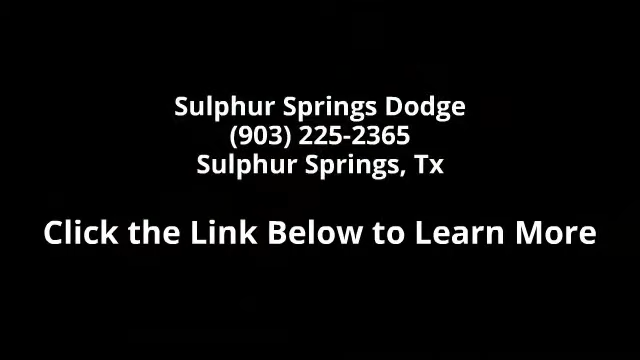 Sulphur Springs Dodge
(903) 225-2365
Sulphur Springs, Tx
Click the Link Below to Learn More